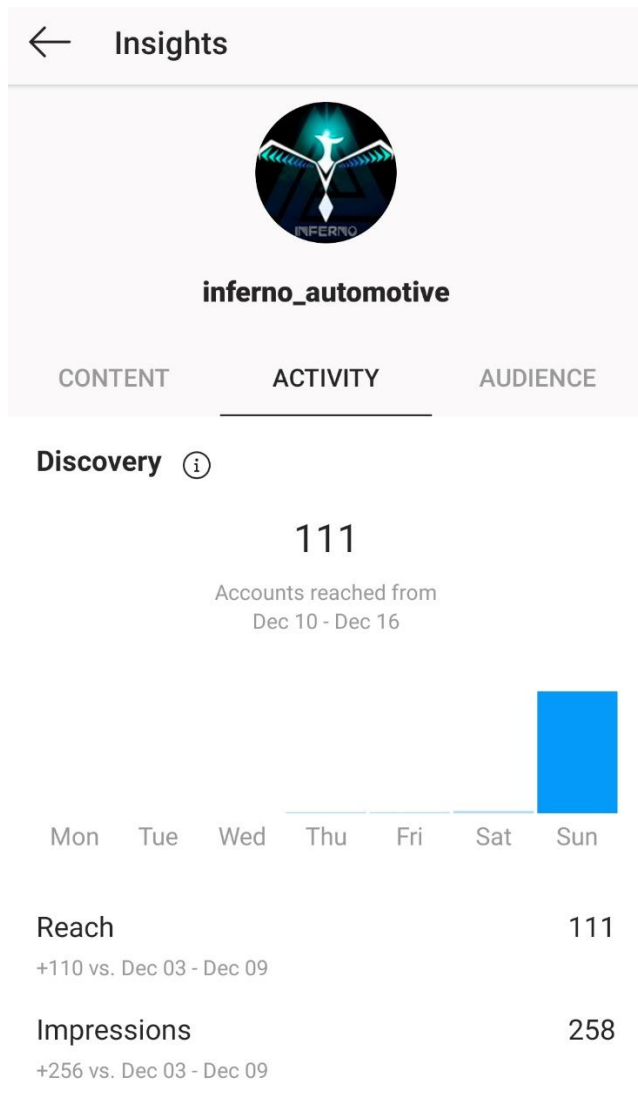 Insights
INFERNO
inferno_automotive
CONTENT ACTIVITY AUDIENCE
Discovery
111
Accounts reached from
Dec 10 - Dec 16
Mon Tue Wed Thu Fri Sat Sun
Reach 111
+110 vs. Dec 03 - Dec 09
Impressions 258
+256 vs. Dec 03 - Dec 09